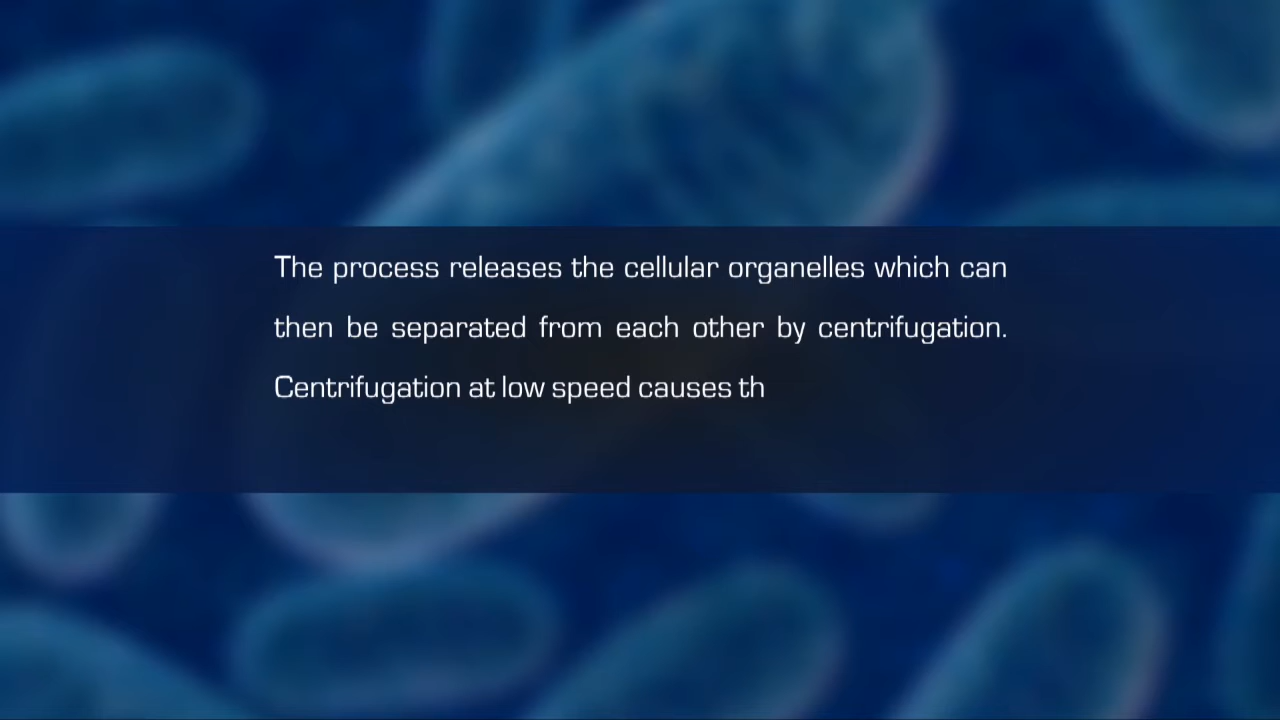 The process releases the cellular organelles which can
then be separated from each other by centrifugation.
Centrifugation at low speed causes th